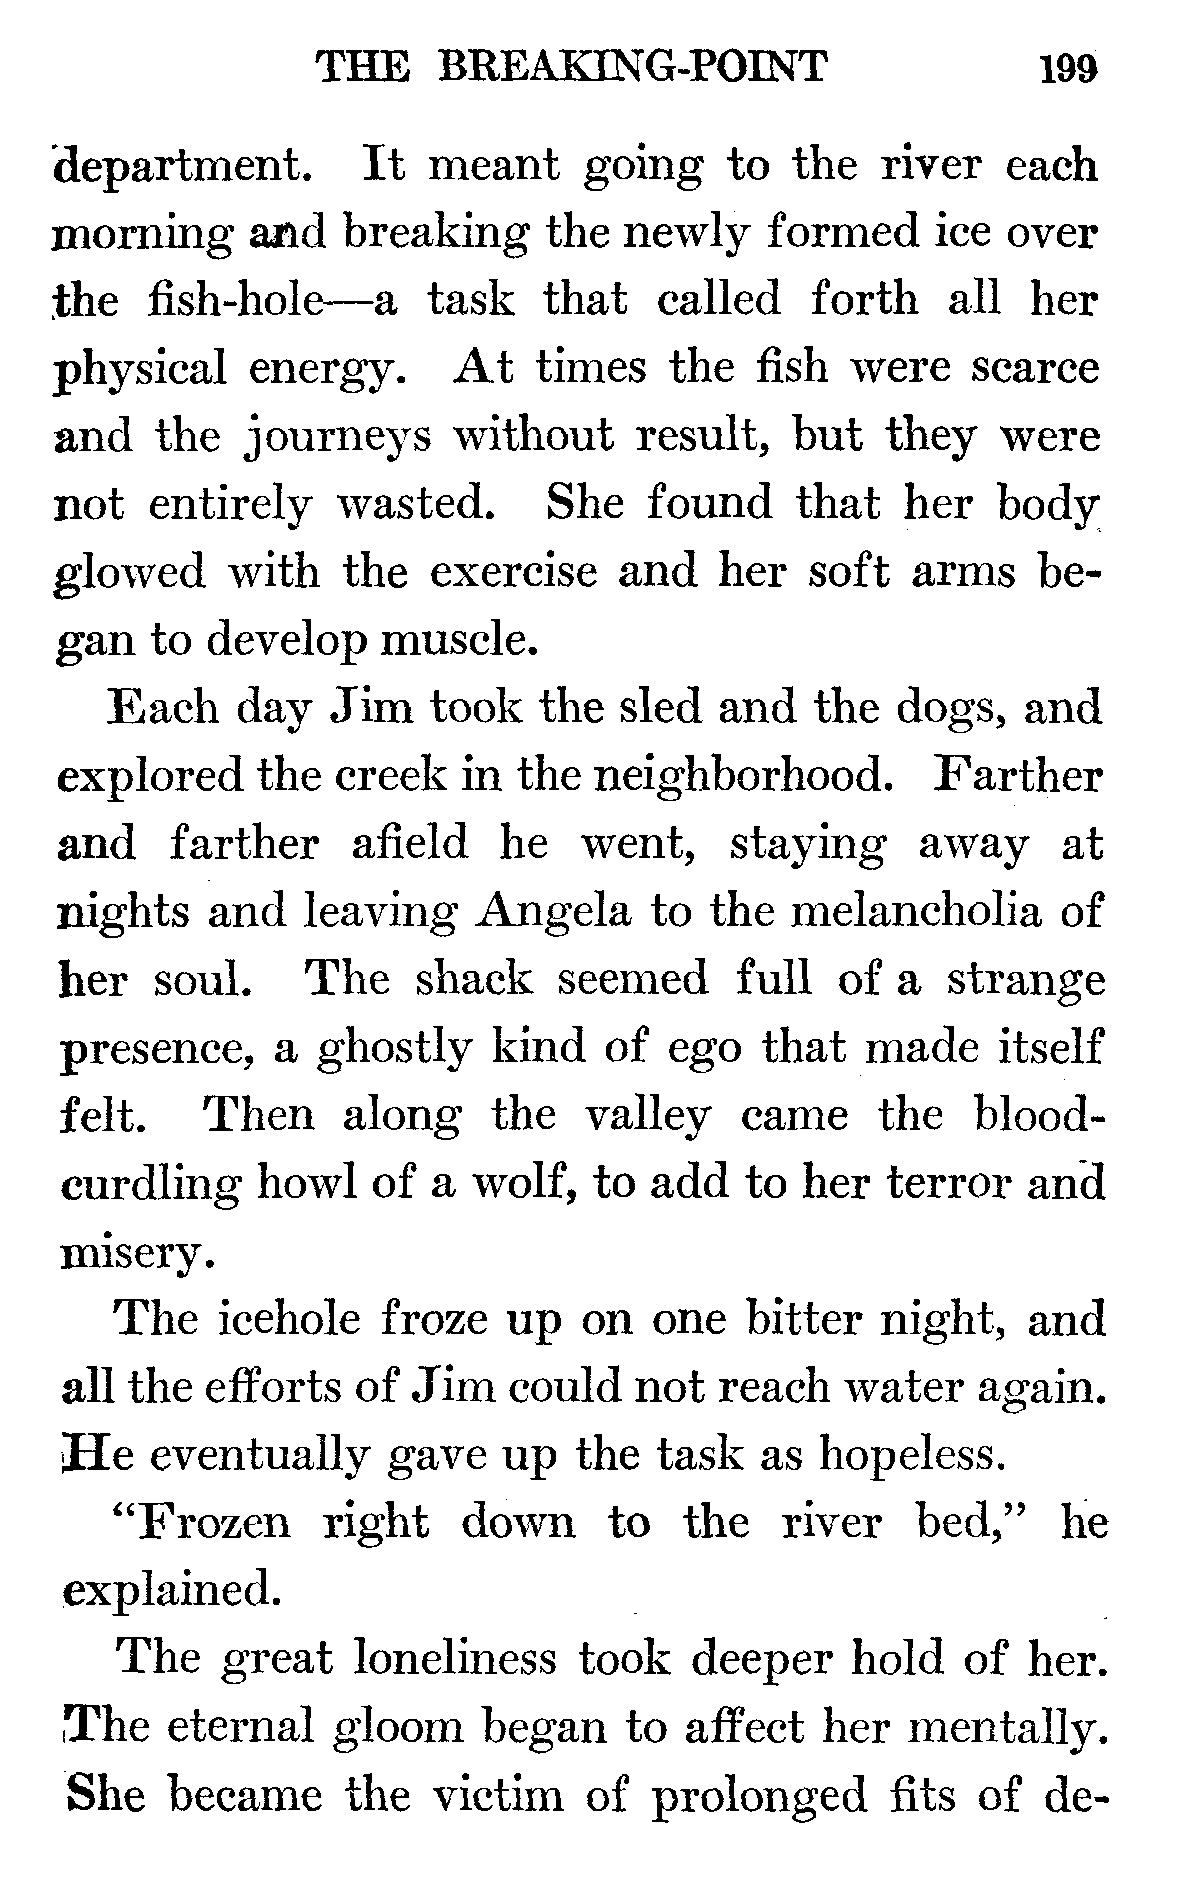 THE BREAKING-POINT 199
department. It meant going to the river each
morning and breaking the newly formed ice over
the fish-hole—a task that called forth all her
physical energy. At times the fish were scarce
and the journeys without result, but they were
not entirely wasted. She found that her body
glowed with the exercise and her soft arms be-
gan to develop muscle.
Each day Jim took the sled and the dogs, and
explored the creek in the neighborhood. Farther
and farther afield he went, staying away at
nights and leaving Angela to the melancholia of
her soul. The shack seemed full of a strange
presence, a ghostly kind of ego that made itself
felt. Then along the valley came the blood-
curdling howl of a wolf, to add to her terror and
misery.
The icehole froze up on one bitter night, and
all the efforts of Jim could not reach water again.
He eventually gave up the task as hopeless.
“Frozen right down to the river bed,” he
explained.
The great loneliness took deeper hold of her.
The eternal gloom began to affect her mentally.
She became the victim of prolonged fits of de-